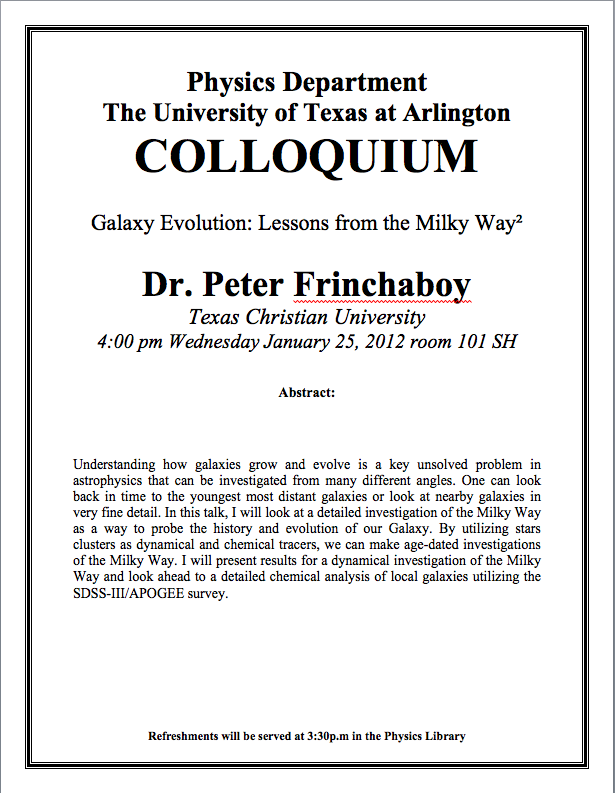 Physics Department
The University of Texas at Arlington
COLLOQUIUM
Galaxy Evolution: Lessons from the Milky Way²
Dr. Peter Frinchaboy
Texas Christian University
4:00 pm Wednesday January 25, 2012 room 101 SH
Abstract:
Understanding how galaxies grow and evolve is a key unsolved problem in
astrophysics that can be investigated from many different angles. One can look
back in time to the youngest most distant galaxies or look at nearby galaxies in
very fine detail. In this talk, I will look at a detailed investigation of the Milky Way
as a way to probe the history and evolution of our Galaxy. By utilizing stars
clusters as dynamical and chemical tracers, we can make age-dated investigations
of the Milky Way. I will present results for a dynamical investigation of the Milky
Way and look ahead to a detailed chemical analysis of local galaxies utilizing the
SDSS-III/APOGEE survey.
Refreshments will be served at 3:30p.m in the Physics Library